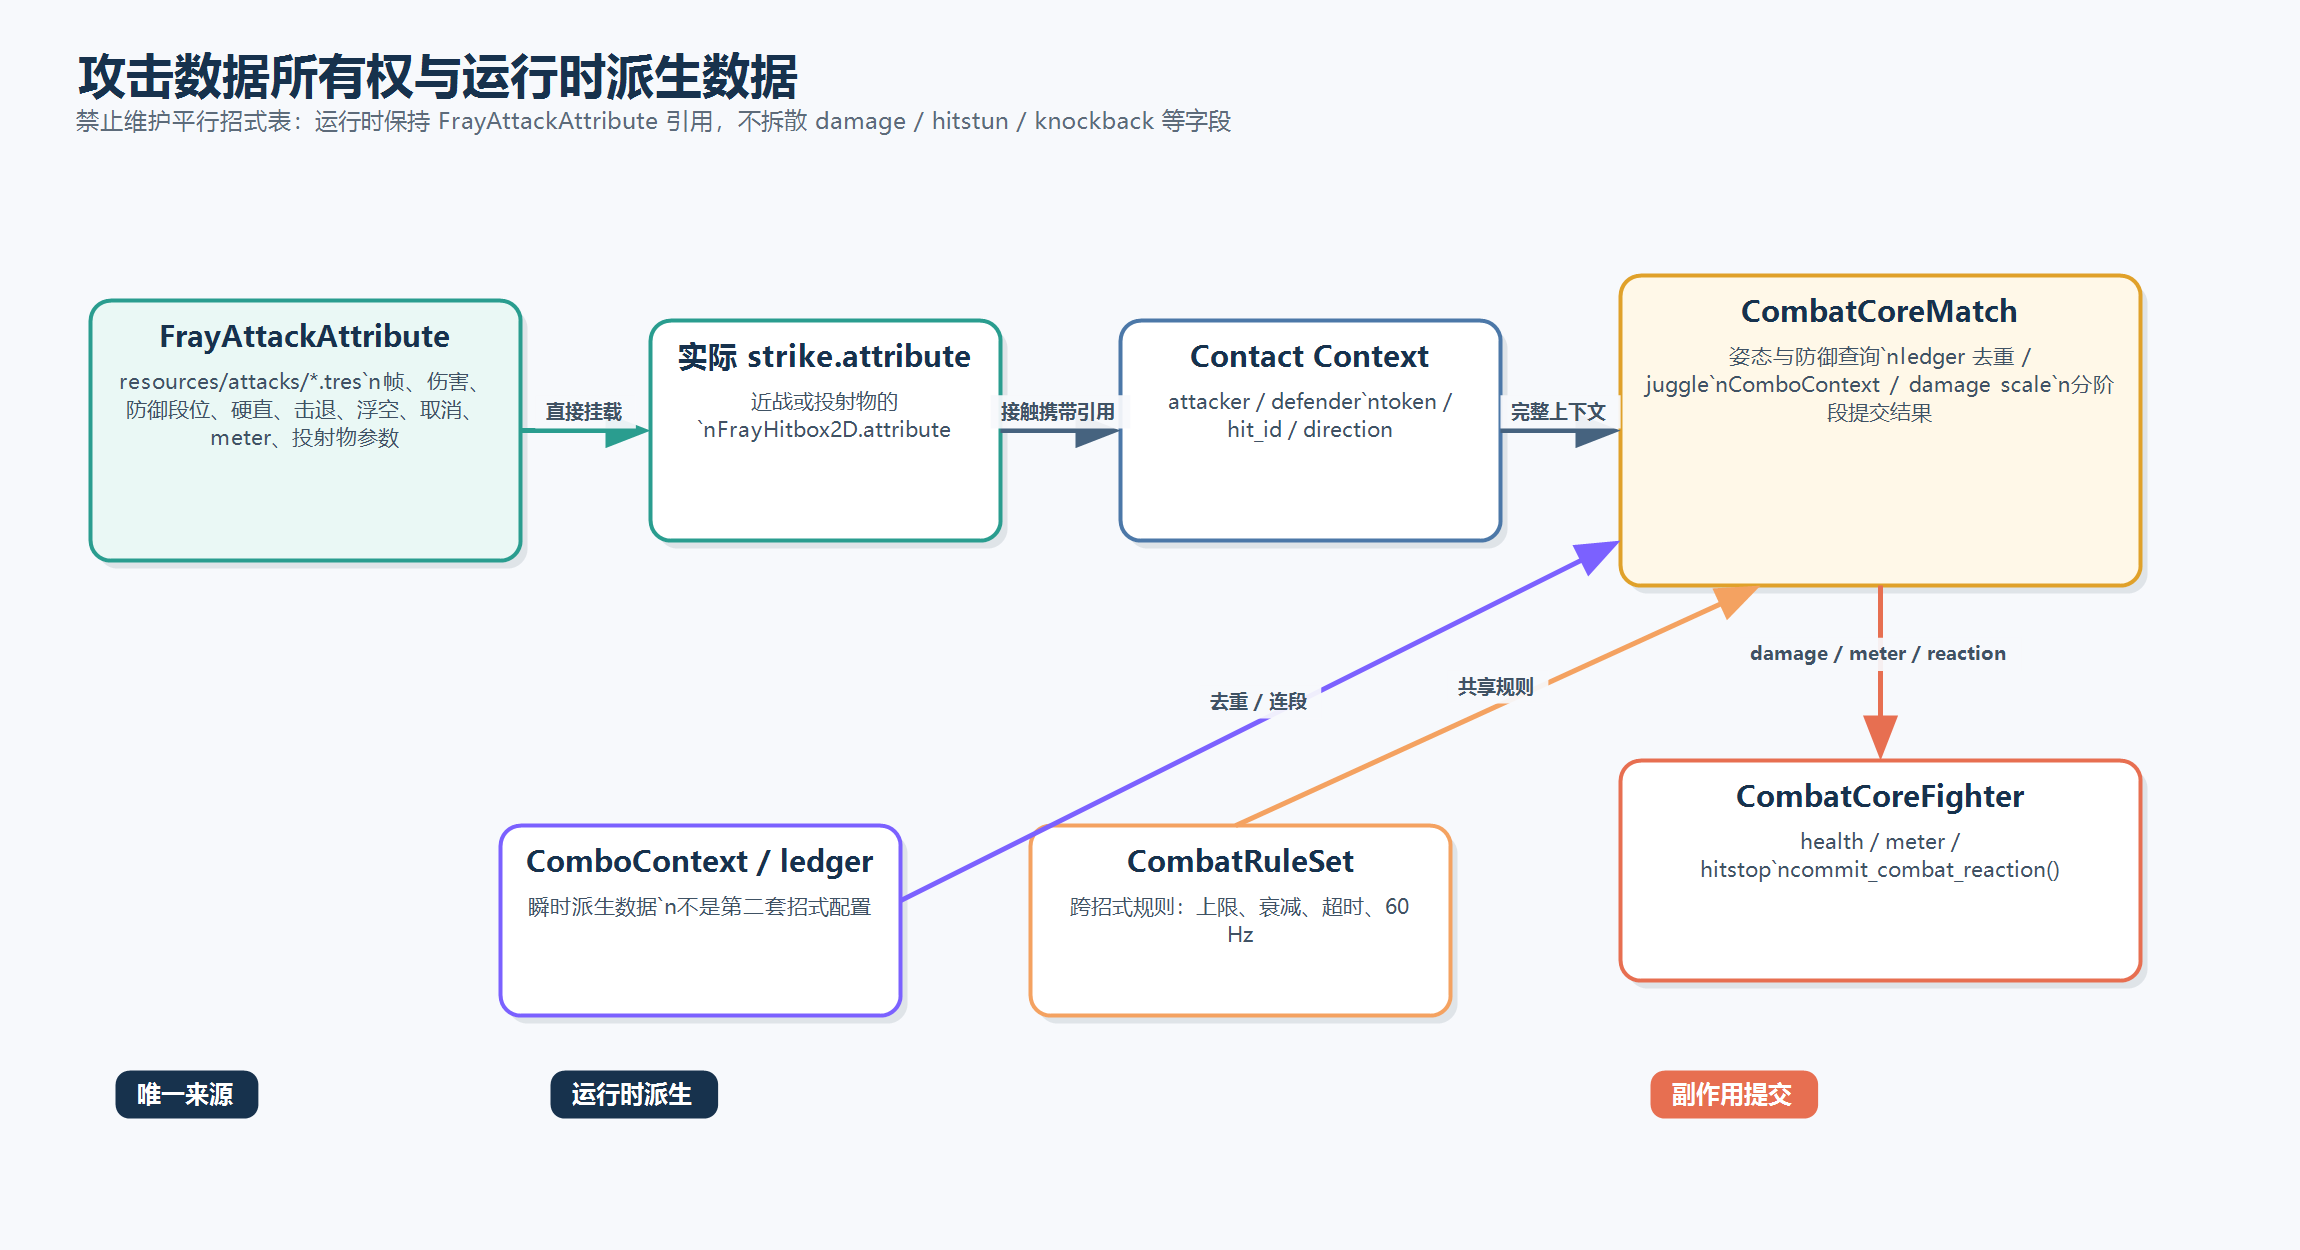 攻击数据所有权与运行时派生数据
禁止维护平行招式表：运行时保持 FrayAttackAttribute 引用，不拆散 damage / hitstun / knockback 等字段
FrayAttackAttribute
resources/attacks/*.tres`n帧、伤害、
防御段位、硬直、击退、浮空、取消、
meter、投射物参数
直接挂载
实际 strike.attribute
近战或投射物的
`nFrayHitbox2D.attribute
接触携带引用
Contact Context
attacker / defender`ntoken /
hit_id / direction
完整上下文
CombatCoreMatch
姿态与防御查询`nledger 去重 /
juggle`nComboContext / damage scale`n分阶
段提交结果
damage / meter / reaction
去重 / 连段
共享规则
ComboContext / ledger
瞬时派生数据`n不是第二套招式配置
CombatRuleSet
跨招式规则：上限、衰减、超时、60
Hz
CombatCoreFighter
health / meter /
hitstop`ncommit_combat_reaction()
唯一来源
运行时派生
副作用提交